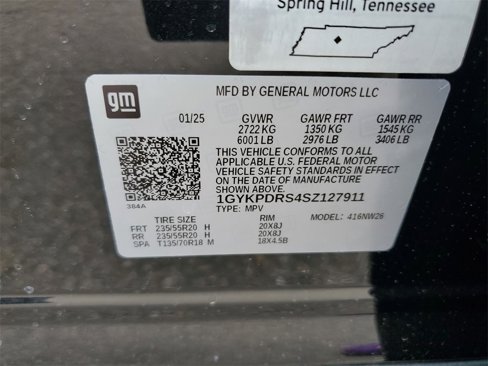 Spring Hill, Tennessee
gm
MFD BY GENERAL MOTORS LLC
01/25 GVWR GAWR FRT GAWR RR
2722 KG 1350 KG 1545 KG
6001 LB 2976 LB 3406 LB
THIS VEHICLE CONFORMS TO ALL
APPLICABLE U.S. FEDERAL MOTOR
VEHICLE SAFETY STANDARDS IN EFFECT
ON THE DATE OF MANUFACTURE
SHOWN ABOVE.
384A
1GYKPDRS4SZ127911
TYPE: MPV MODEL: 416NW26
TIRE SIZE RIM
FRT 235/55R20 H 20X8J
RR 235/55R20 H 20X8J
SPA T135/70R18 M 18X4.5B